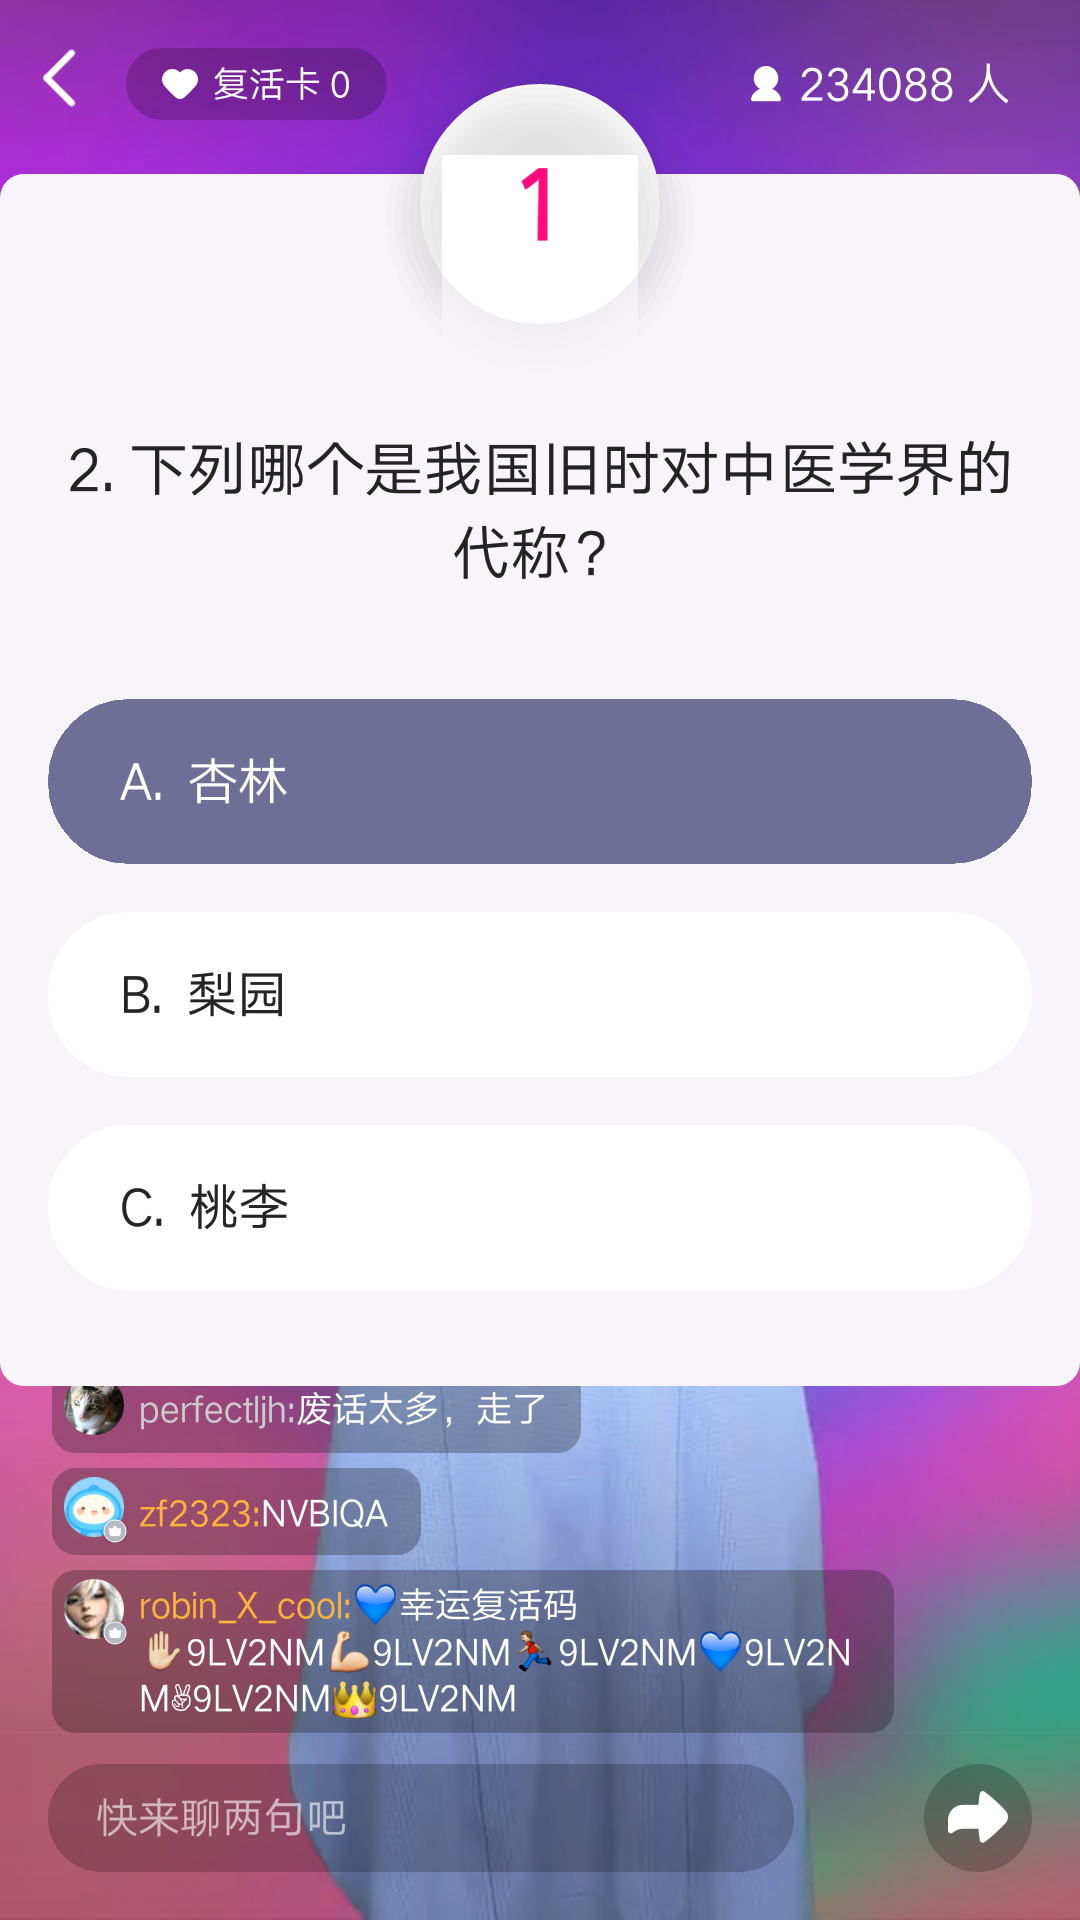 复活卡 0
234088 人
1
2. 下列哪个是我国旧时对中医学界的
代称?
A. 杏林
B. 梨园
C. 桃李
perfectljh:废话太多，走了
zf2323:NVBIQA
robin_X_cool:💙幸运复活码
✋🏻9LV2NM💪🏻9LV2NM🏃9LV2NM💙9LV2N
M✌9LV2NM👑9LV2NM
快来聊两句吧